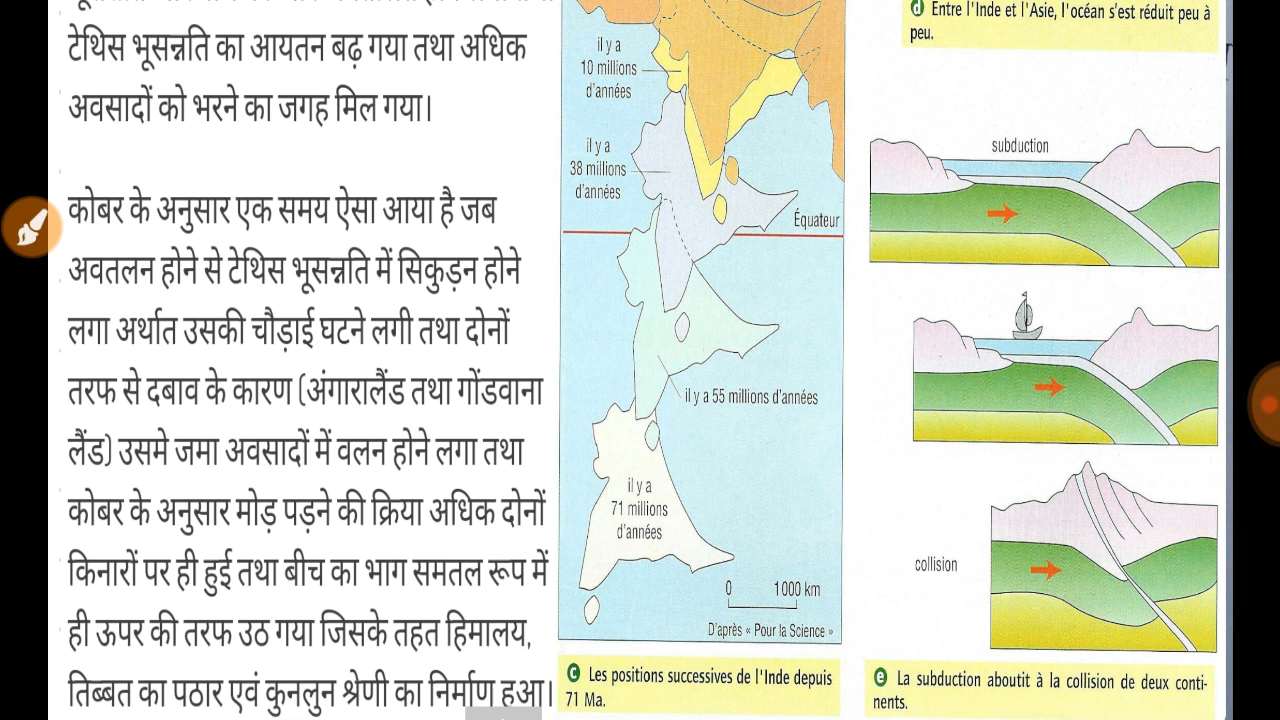 टेथिस भूसन्नति का आयतन बढ़ गया तथा अधिक
अवसादों को भरने का जगह मिल गया।
कोबर के अनुसार एक समय ऐसा आया है जब
अवतलन होने से टेथिस भूसन्नति में सिकुड़न होने
लगा अर्थात उसकी चौड़ाई घटने लगी तथा दोनों
तरफ से दबाव के कारण (अंगारालैंड तथा गोंडवाना
लैंड) उसमे जमा अवसादों में वलन होने लगा तथा
कोबर के अनुसार मोड़ पड़ने की क्रिया अधिक दोनों
किनारों पर ही हुई तथा बीच का भाग समतल रूप में
ही ऊपर की तरफ उठ गया जिसके तहत हिमालय,
तिब्बत का पठार एवं कुनलुन श्रेणी का निर्माण हुआ।
il y a
10 millions
d'années
il y a
38 millions
d'années
Équateur
il y a 55 millions d'années
il y a
71 millions
d'années
0 1 000 km
D'après « Pour la Science »
c Les positions successives de l'Inde depuis
71 Ma.
d Entre l'Inde et l'Asie, l'océan s'est réduit peu à
peu.
subduction
collision
e La subduction aboutit à la collision de deux conti-
nents.